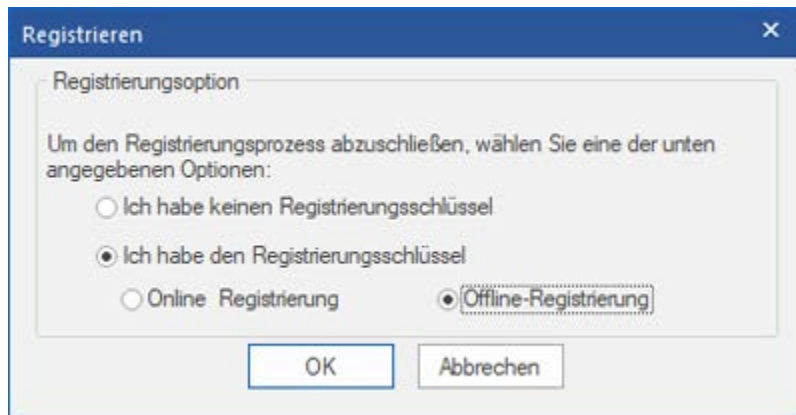 Registrieren
Registrierungsoption
Um den Registrierungsprozess abzuschließen, wählen Sie eine der unten
angegebenen Optionen:
Ich habe keinen Registrierungsschlüssel
Ich habe den Registrierungsschlüssel
Online Registrierung Offline-Registrierung
OK Abbrechen